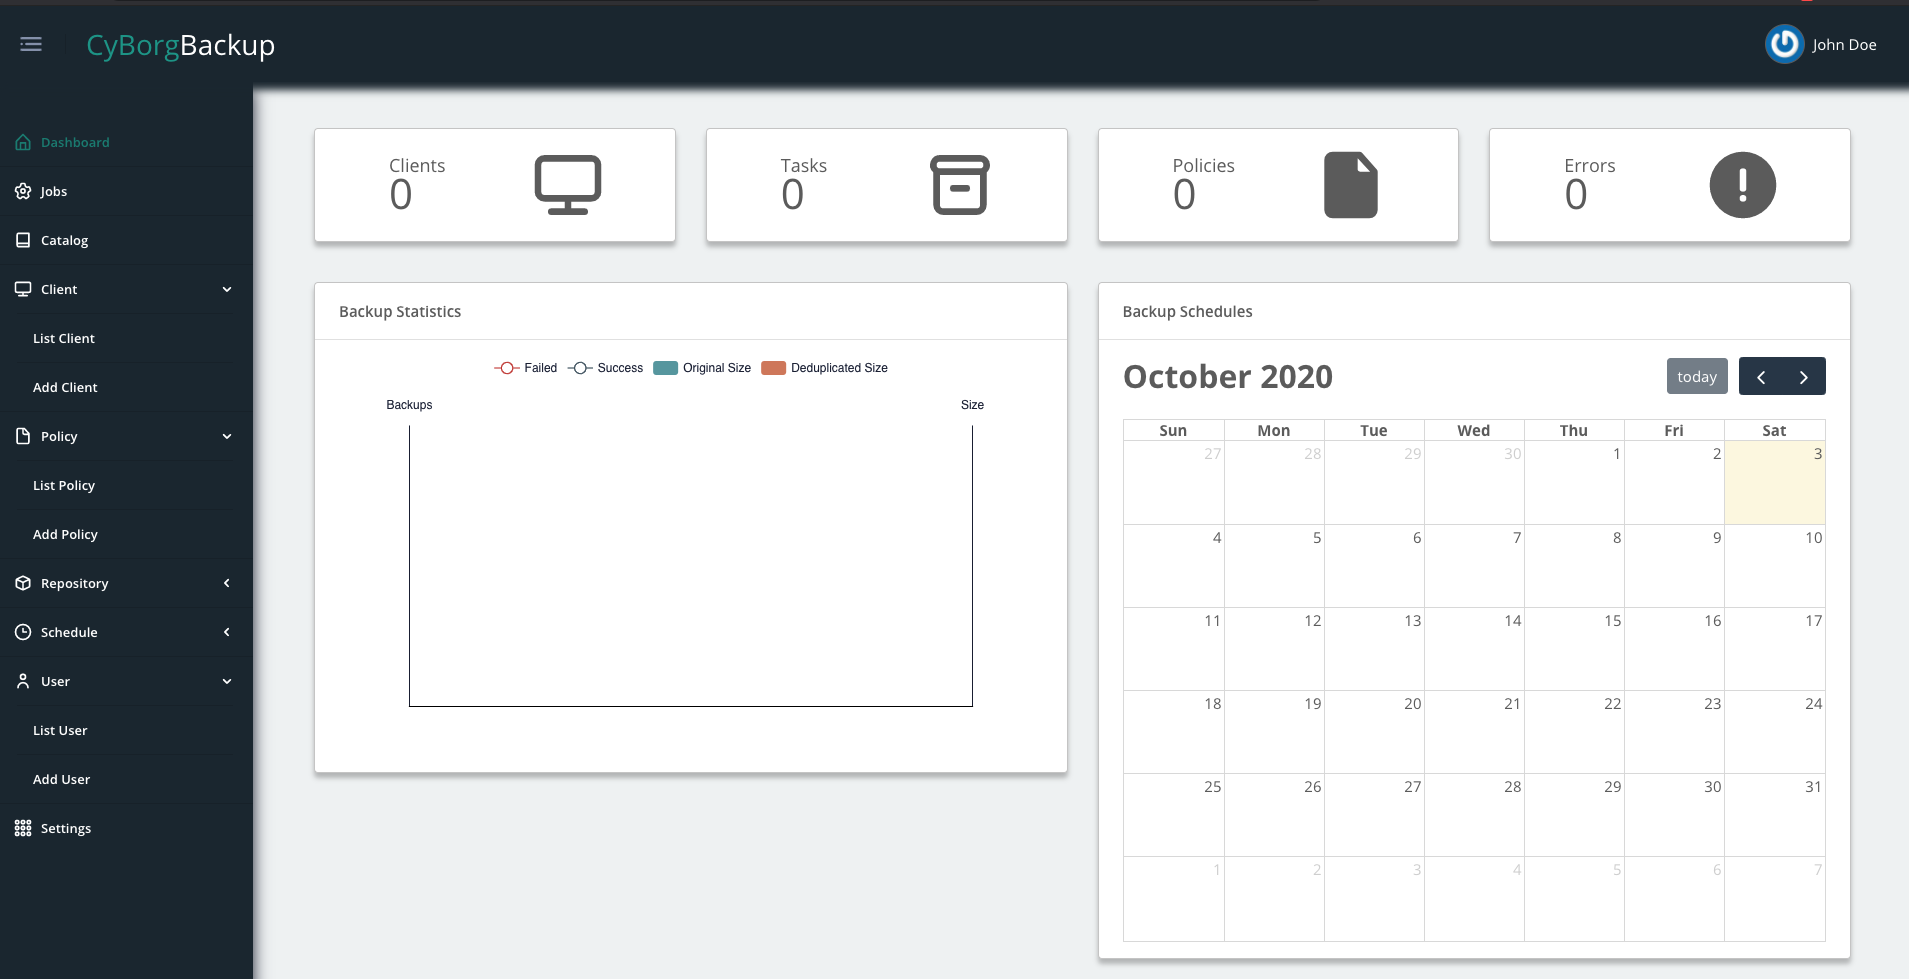 CyBorgBackup
John Doe
Dashboard
Jobs
Catalog
Client
List Client
Add Client
Policy
List Policy
Add Policy
Repository
Schedule
User
List User
Add User
Settings
Clients
0
Tasks
0
Policies
0
Errors
0
Backup Statistics
Failed Success Original Size Deduplicated Size
Backups Size
Backup Schedules
October 2020
today
Sun Mon Tue Wed Thu Fri Sat
27 28 29 30 1 2 3
4 5 6 7 8 9 10
11 12 13 14 15 16 17
18 19 20 21 22 23 24
25 26 27 28 29 30 31
1 2 3 4 5 6 7